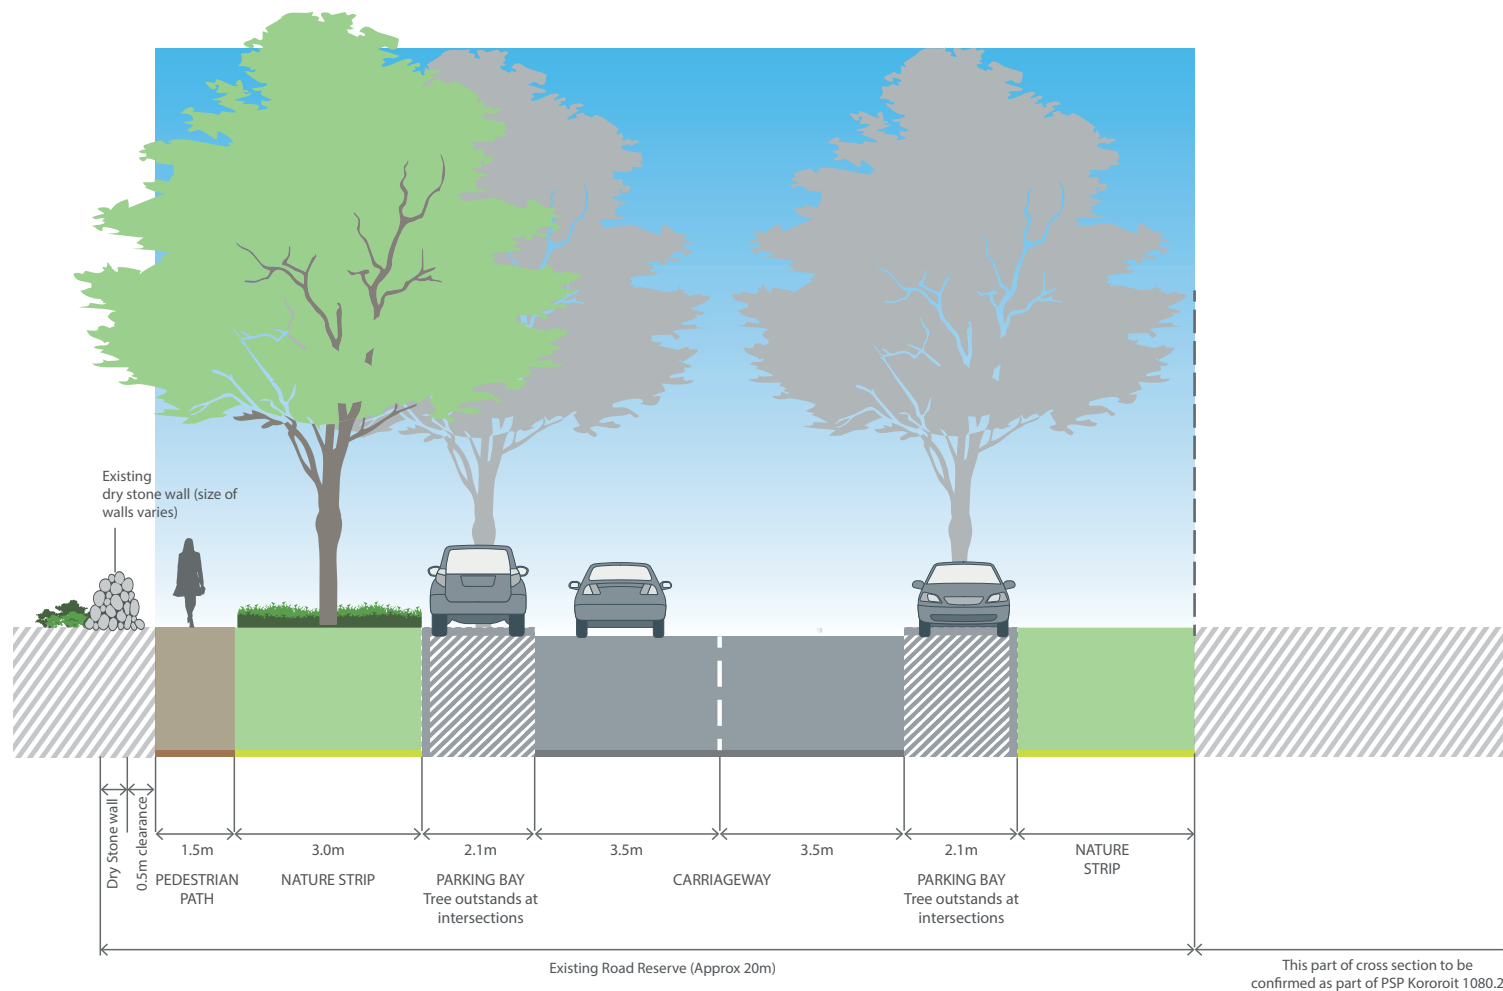 Existing
dry stone wall (size of
walls varies)
Dry Stone wall
0.5m clearance
1.5m
3.0m
2.1m
3.5m
3.5m
2.1m
NATURE
STRIP
PEDESTRIAN
PATH
NATURE STRIP
PARKING BAY
Tree outstands at
intersections
CARRIAGEWAY
PARKING BAY
Tree outstands at
intersections
Existing Road Reserve (Approx 20m)
This part of cross section to be
confirmed as part of PSP Kororoit 1080.2